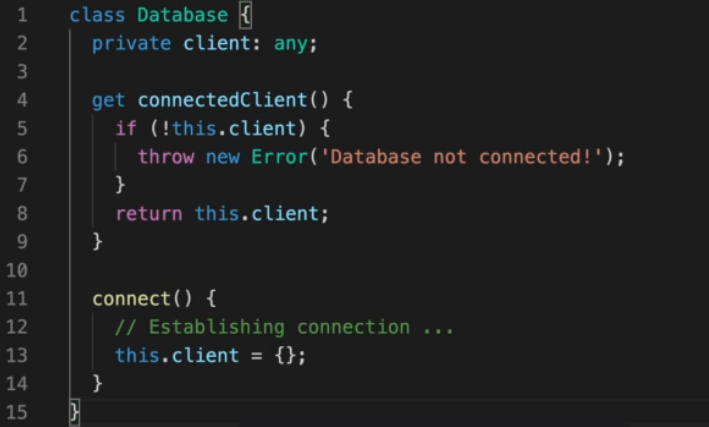 1 class Database {
2 private client: any;
3
4 get connectedClient() {
5 if (!this.client) {
6 throw new Error('Database not connected!');
7 }
8 return this.client;
9 }
10
11 connect() {
12 // Establishing connection ...
13 this.client = {};
14 }
15 }